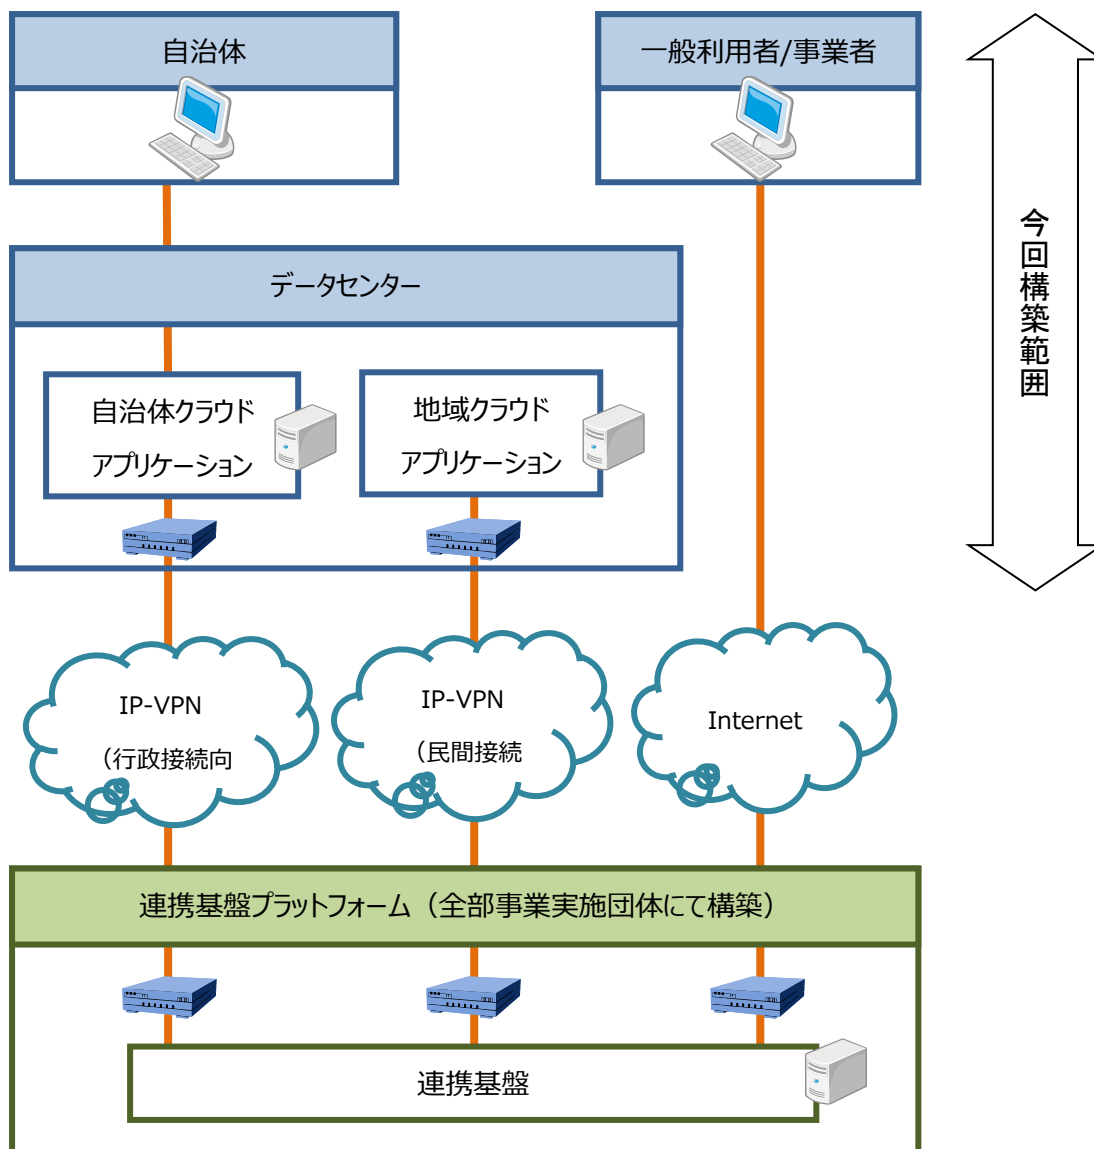 自治体
一般利用者/事業者
今回構築範囲
データセンター
自治体クラウド
アプリケーション
地域クラウド
アプリケーション
IP-VPN
（行政接続向
IP-VPN
（民間接続
Internet
連携基盤プラットフォーム（全部事業実施団体にて構築）
連携基盤